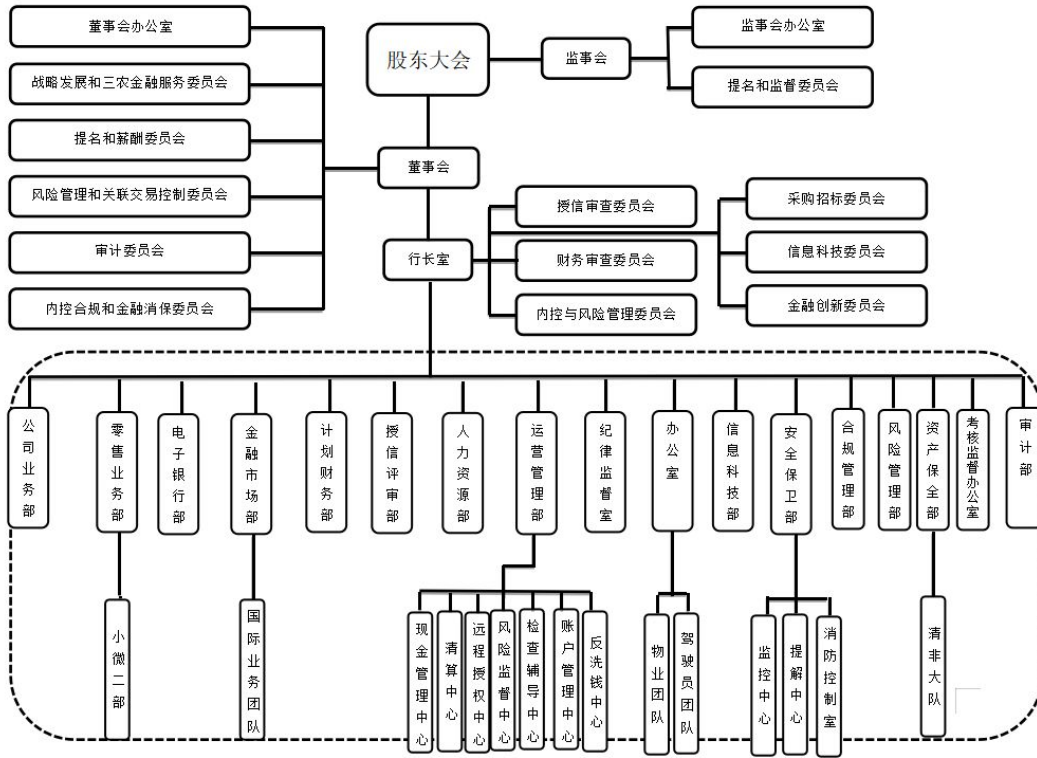 董事会办公室
战略发展和三农金融服务委员会
提名和薪酬委员会
风险管理和关联交易控制委员会
审计委员会
内控合规和金融消保委员会
股东大会
监事会
监事会办公室
提名和监督委员会
董事会
行长室
授信审查委员会
财务审查委员会
内控与风险管理委员会
采购招标委员会
信息科技委员会
金融创新委员会
公司业务部
零售业务部
电子银行部
金融市场部
计划财务部
授信评审部
人力资源部
运营管理部
纪律监督室
办公室
信息科技部
安全保卫部
合规管理部
风险管理部
资产保全部
考核监督办公室
审计部
小微二部
国际业务团队
现金管理中心
清算中心
远程授权中心
风险监督中心
检查辅导中心
账户管理中心
反洗钱中心
物业团队
驾驶员团队
监控中心
提解中心
消防控制室
清非大队